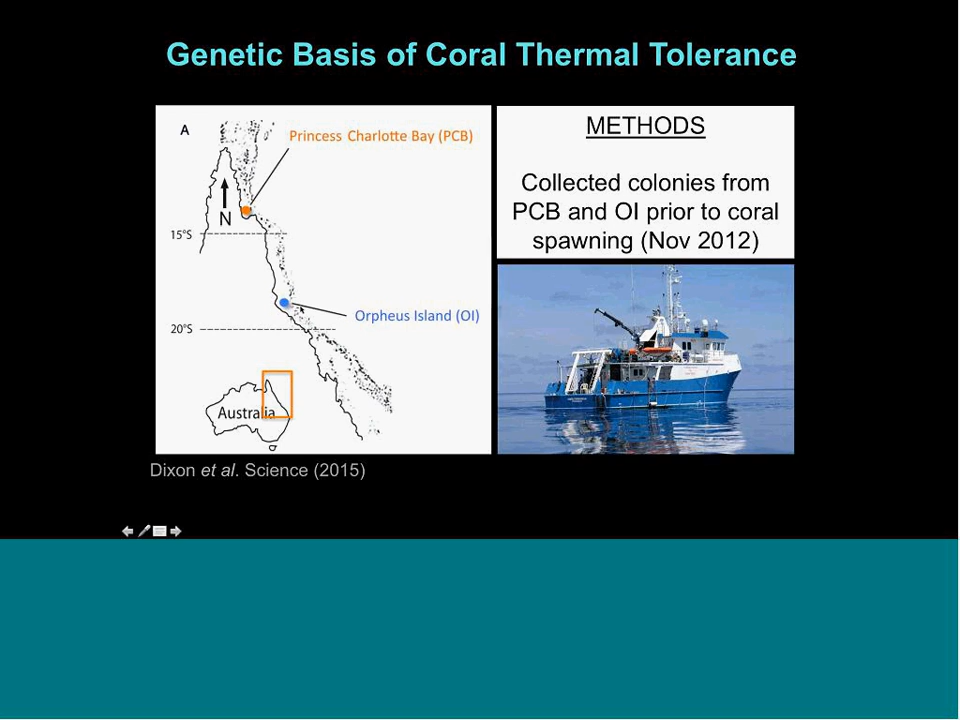 Genetic Basis of Coral Thermal Tolerance
A
Princess Charlotte Bay (PCB)
N
15°S
Orpheus Island (OI)
20°S
Australia
METHODS
Collected colonies from
PCB and OI prior to coral
spawning (Nov 2012)
Dixon et al. Science (2015)